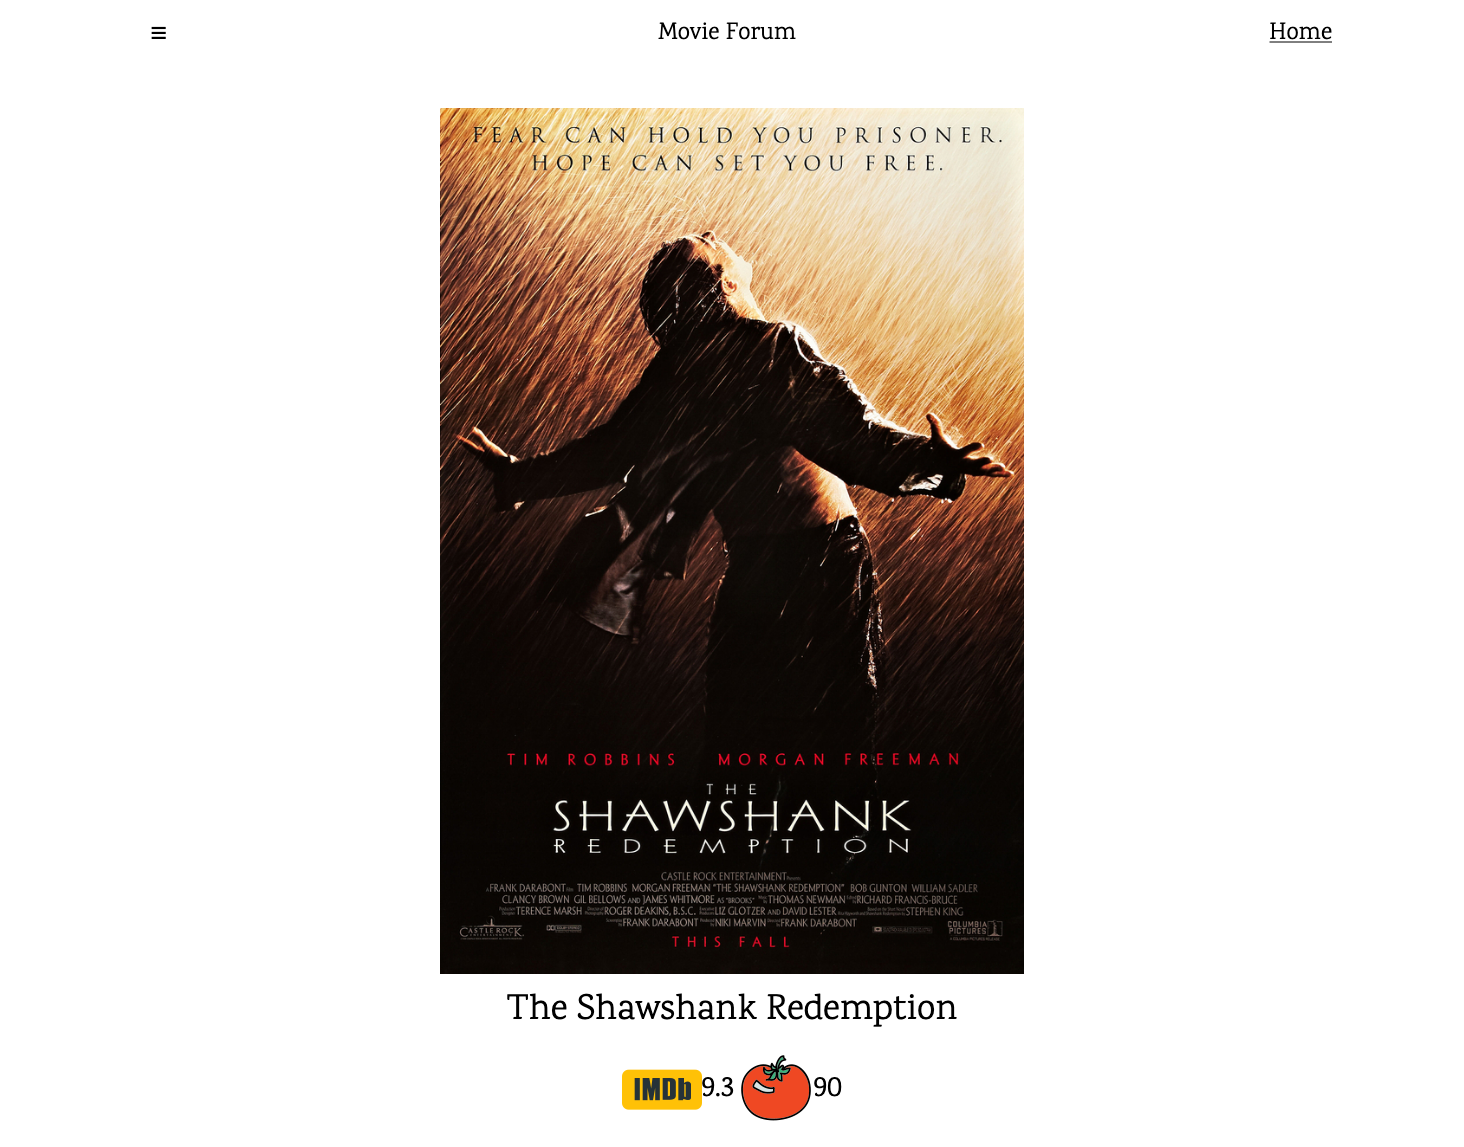 Movie Forum
Home
FEAR CAN HOLD YOU PRISONER.
HOPE CAN SET YOU FREE.
TIM ROBBINS MORGAN FREEMAN
THE
SHAWSHANK
REDEMPTION
CASTLE ROCK ENTERTAINMENT
FRANK DARABONT TIM ROBBINS MORGAN FREEMAN "THE SHAWSHANK REDEMPTION" BOB GUNTON WILLIAM SADLER
CLANCY BROWN GIL BELLOWS AND JAMES WHITMORE AS "BROOKS" THOMAS NEWMAN RICHARD FRANCIS-BRUCE
TERENCE MARSH ROGER DEAKINS, B.S.C. LIZ GLOTZER AND DAVID LESTER STEPHEN KING
FRANK DARABONT NIKI MARVIN FRANK DARABONT
CASTLE ROCK
ENTERTAINMENT
COLUMBIA
PICTURES
THIS FALL
The Shawshank Redemption
IMDb 9.3 90